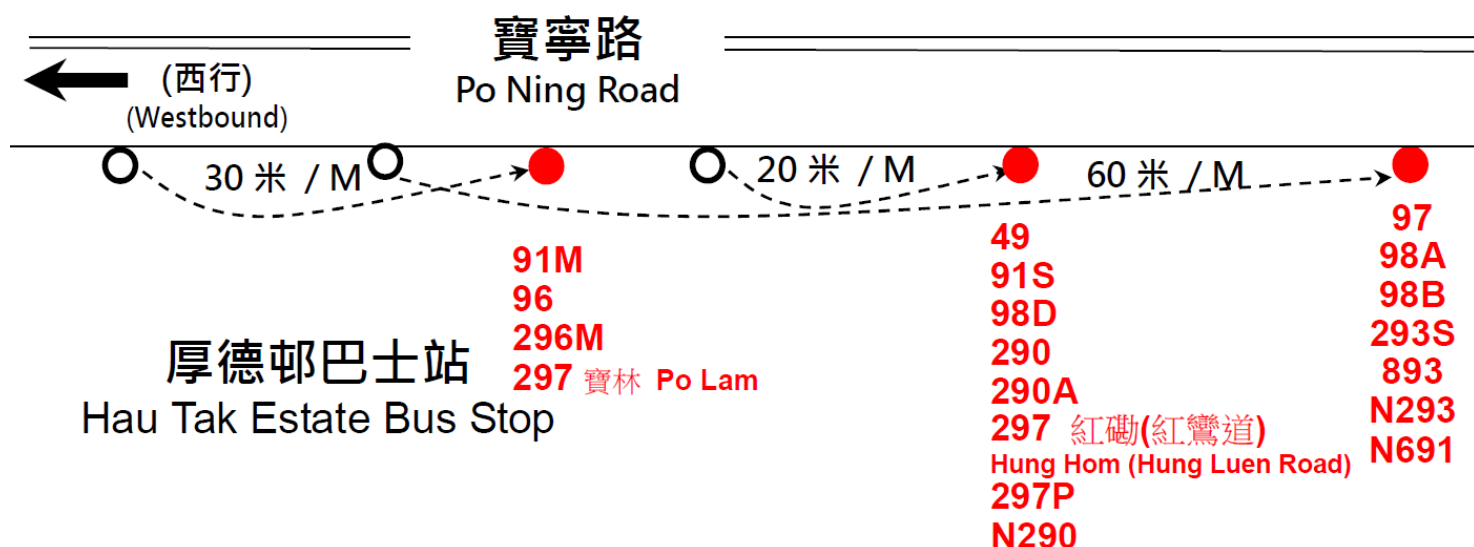 寶寧路
Po Ning Road
(西行)
(Westbound)
30 米 / M
20 米 / M
60 米 / M
厚德邨巴士站
Hau Tak Estate Bus Stop
91M
96
296M
297 寶林 Po Lam
49
91S
98D
290
290A
297 紅磡(紅鸞道)
Hung Hom (Hung Luen Road)
297P
N290
97
98A
98B
293S
893
N293
N691